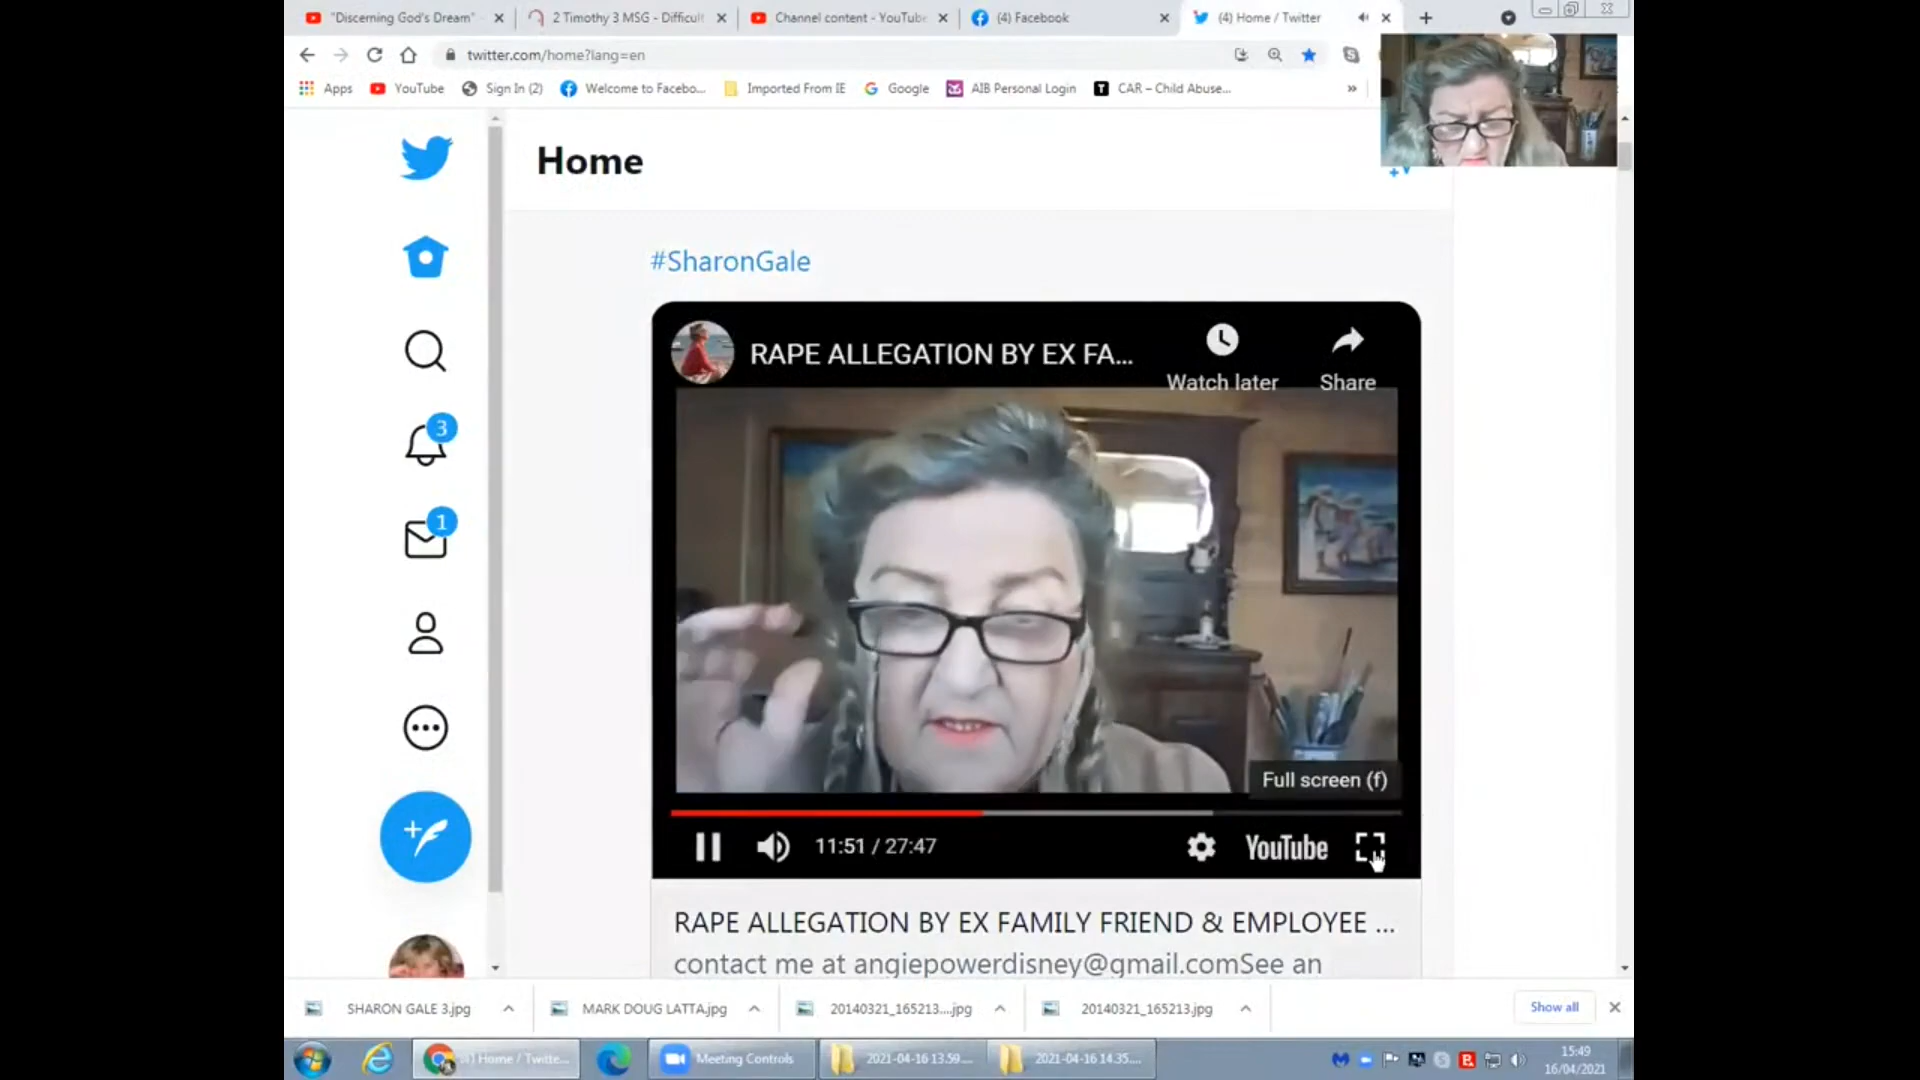 "Discerning God's Dream"
2 Timothy 3 MSG - Difficult
Channel content - YouTube
(4) Facebook
(4) Home / Twitter
twitter.com/home?lang=en
Apps
YouTube
Sign In (2)
Welcome to Facebo...
Imported From IE
Google
AIB Personal Login
CAR – Child Abuse...
»
Home
#SharonGale
3
1
RAPE ALLEGATION BY EX FA...
Watch later
Share
Full screen (f)
11:51 / 27:47
YouTube
RAPE ALLEGATION BY EX FAMILY FRIEND & EMPLOYEE ...
contact me at angiepowerdisney@gmail.comSee an
SHARON GALE 3.jpg
MARK DOUG LATTA.jpg
20140321_165213....jpg
20140321_165213.jpg
Show all
(4) Home / Twitte...
Meeting Controls
2021-04-16 13.59....
2021-04-16 14.35....
15:49
16/04/2021